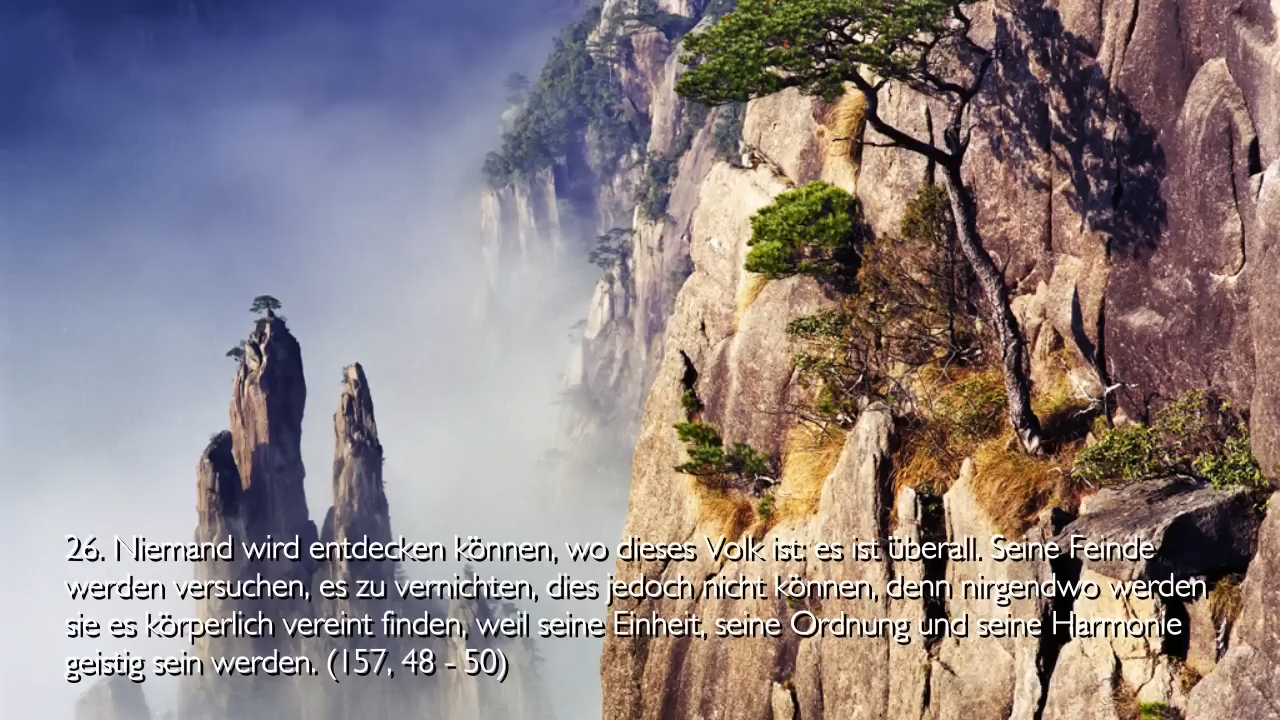 26. Niemand wird entdecken können, wo dieses Volk ist: es ist überall. Seine Feinde
werden versuchen, es zu vernichten, dies jedoch nicht können, denn nirgendwo werden
sie es körperlich vereint finden, weil seine Einheit, seine Ordnung und seine Harmonie
geistig sein werden. (157, 48 - 50)